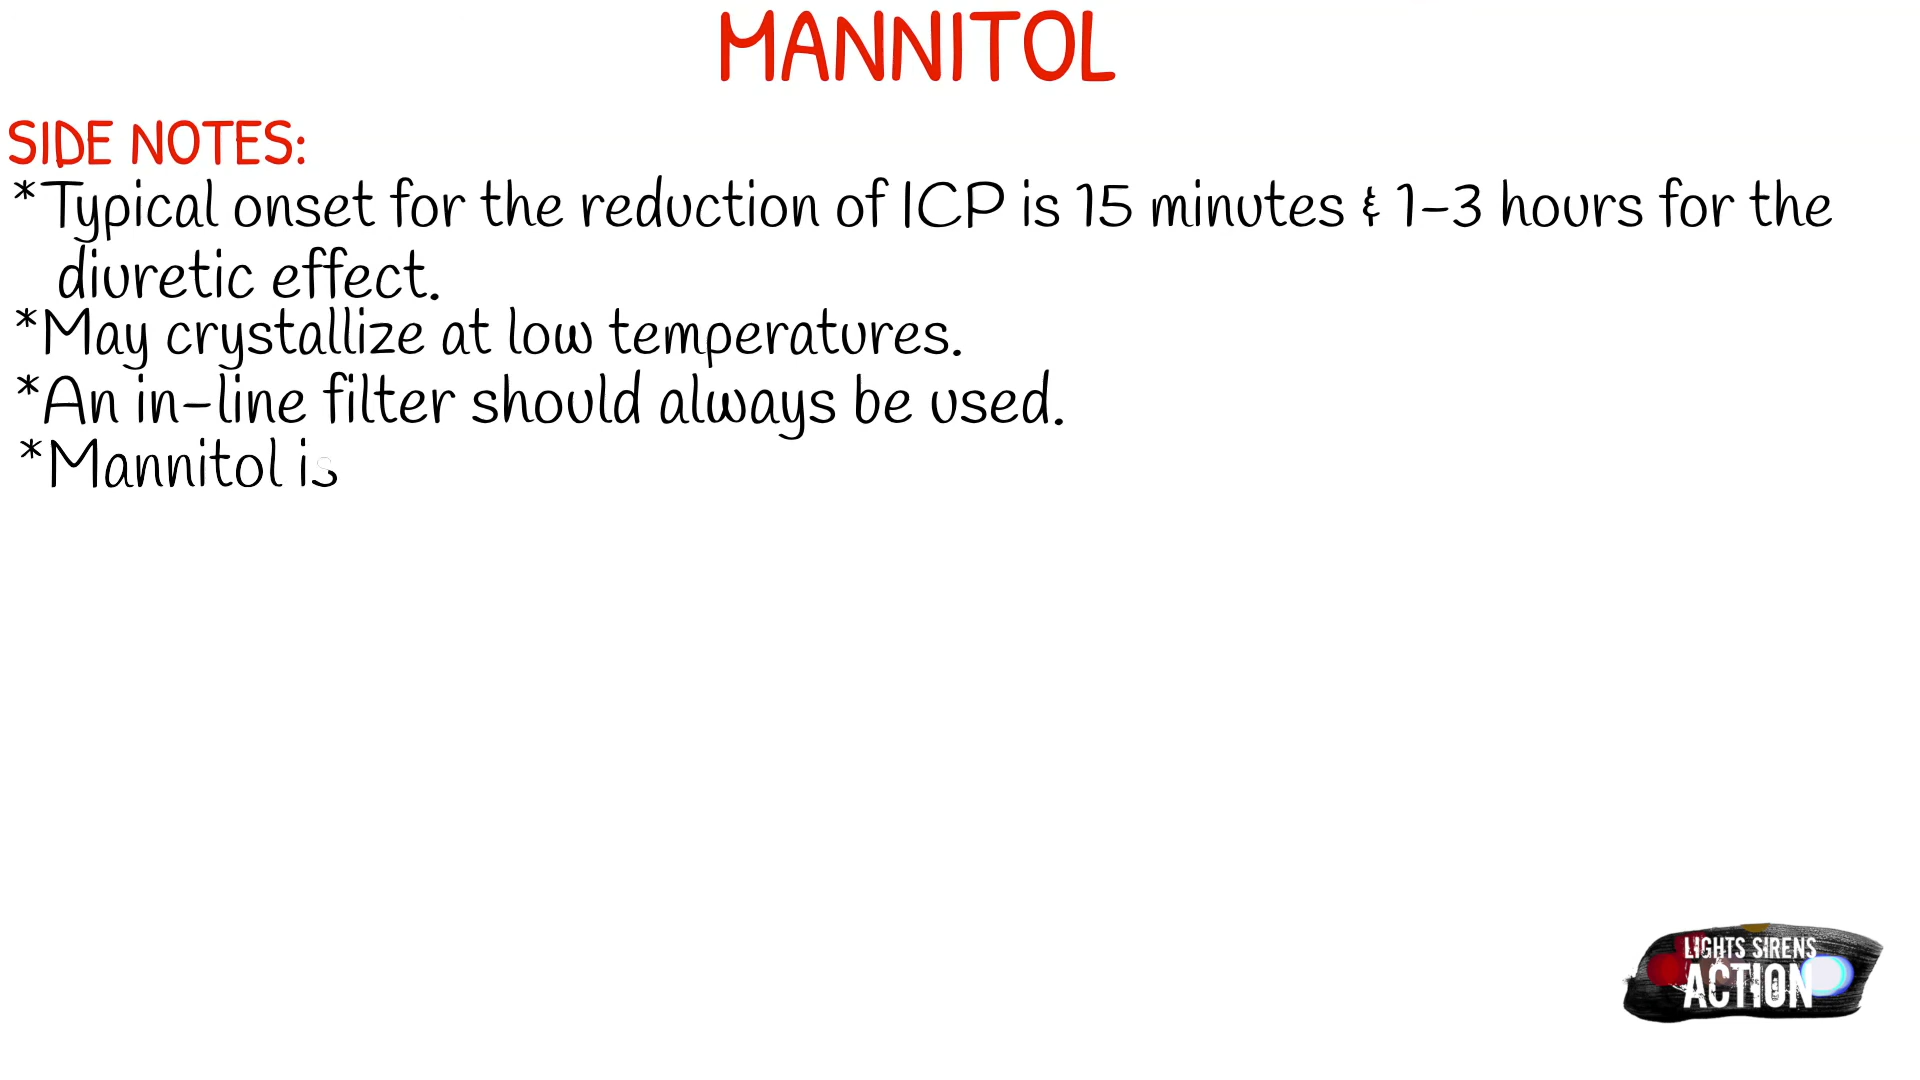 MANNITOL
SIDE NOTES:
*Typical onset for the reduction of ICP is 15 minutes & 1-3 hours for the
diuretic effect.
*May crystallize at low temperatures.
*An in-line filter should always be used.
*Mannitol is
LIGHTS SIRENS
ACTION